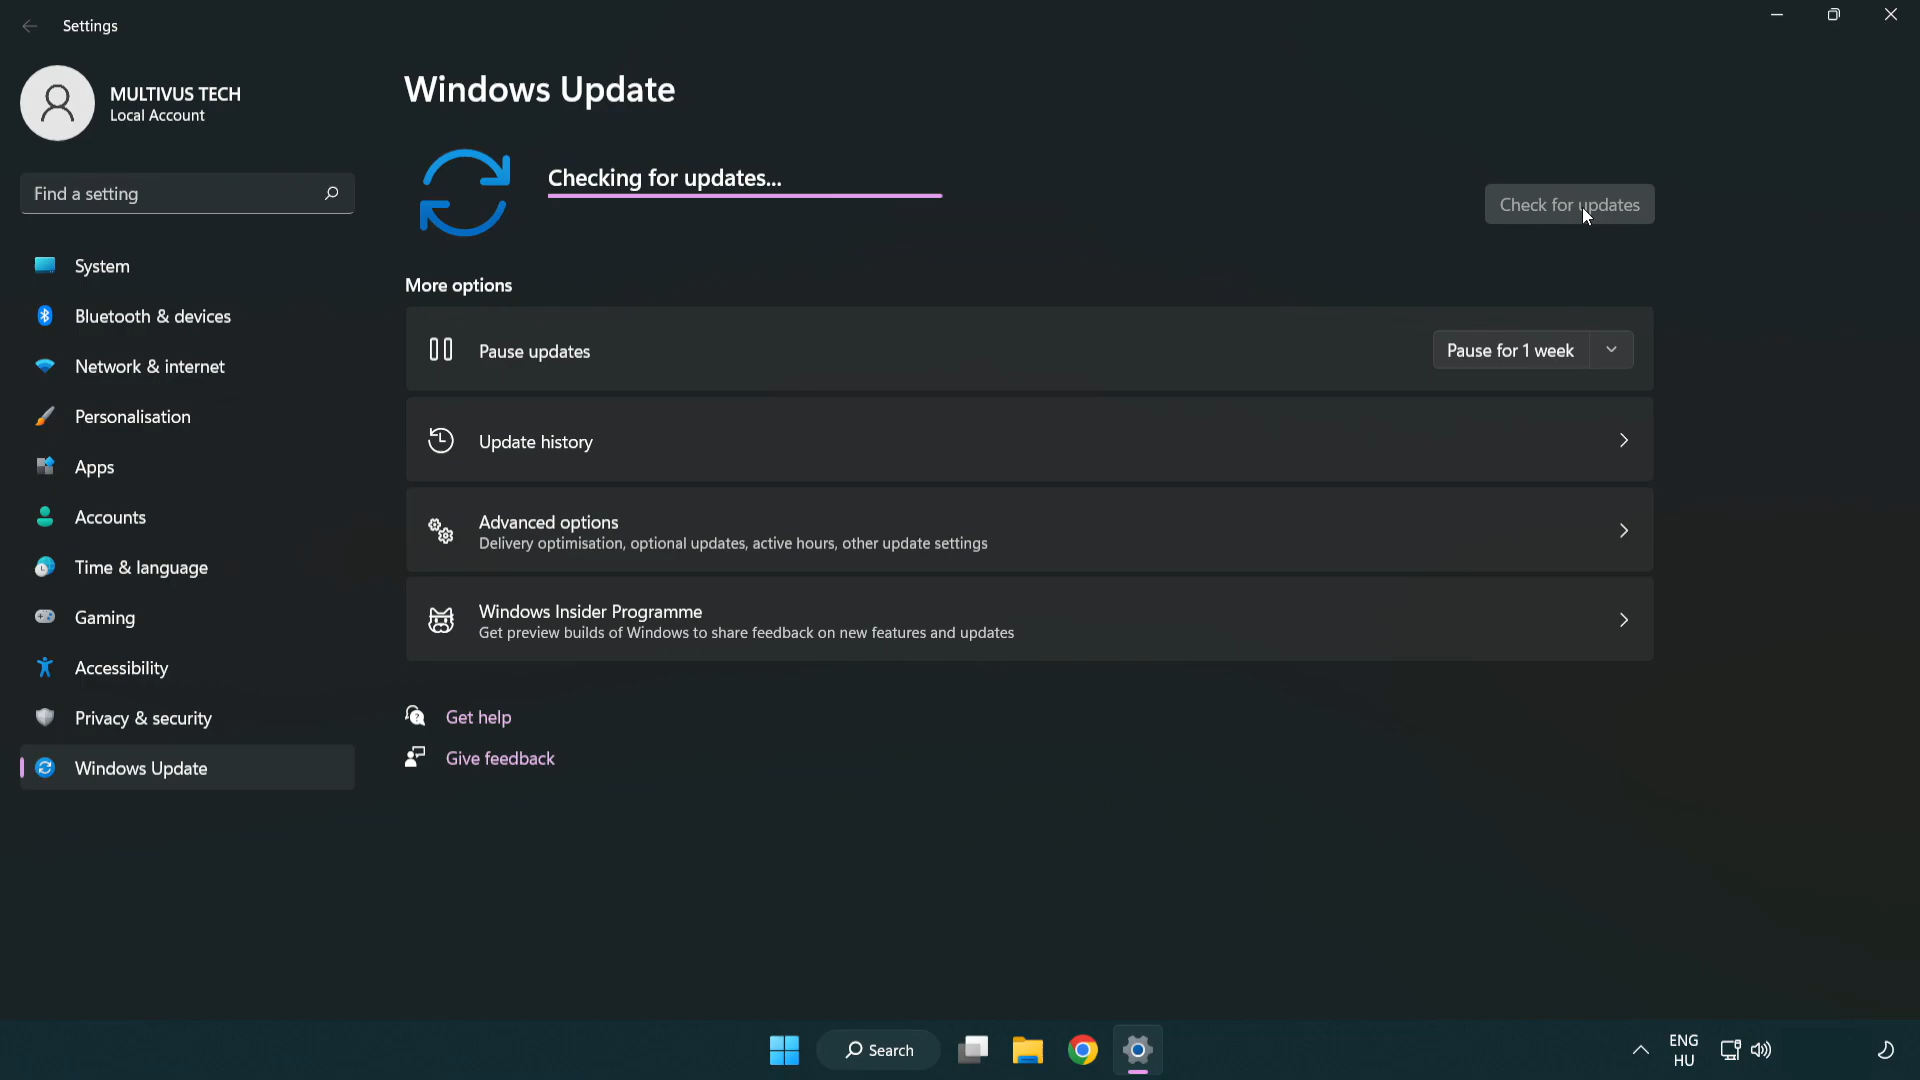 Settings
MULTIVUS TECH
Local Account
Find a setting
System
Bluetooth & devices
Network & internet
Personalisation
Apps
Accounts
Time & language
Gaming
Accessibility
Privacy & security
Windows Update
Windows Update
Checking for updates...
Check for updates
More options
Pause updates
Pause for 1 week
Update history
Advanced options
Delivery optimisation, optional updates, active hours, other update settings
Windows Insider Programme
Get preview builds of Windows to share feedback on new features and updates
Get help
Give feedback
Search
ENG
HU